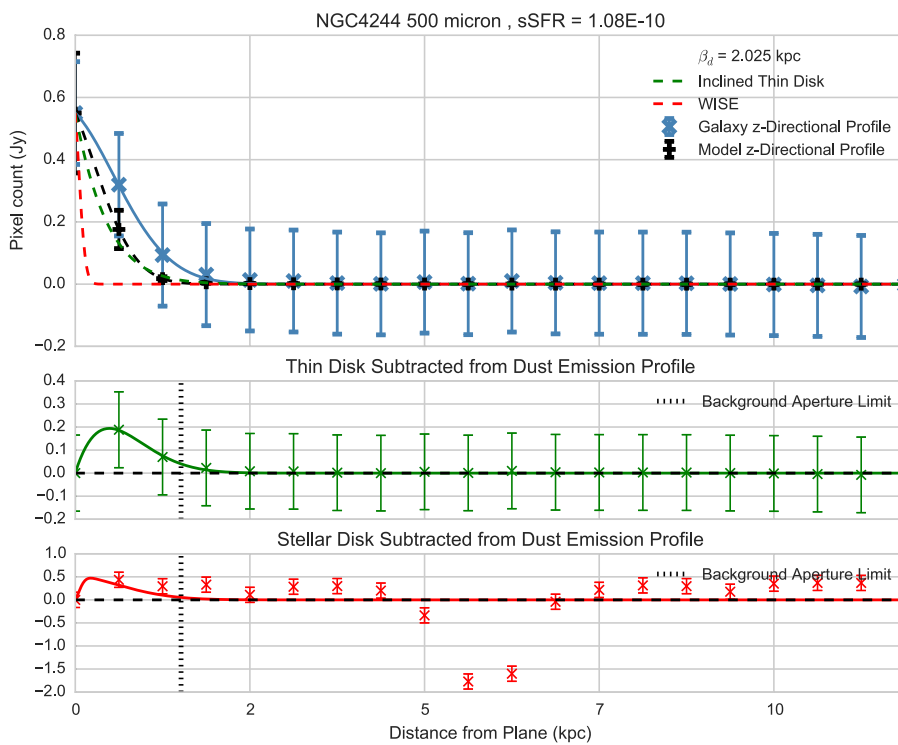 NGC4244 500 micron , sSFR = 1.08E-10
0.8
0.6
0.4
0.2
0.0
−0.2
Pixel count (Jy)
β_d = 2.025 kpc
Inclined Thin Disk
WISE
Galaxy z-Directional Profile
Model z-Directional Profile
Thin Disk Subtracted from Dust Emission Profile
0.4
0.3
0.2
0.1
0.0
−0.1
−0.2
Background Aperture Limit
Stellar Disk Subtracted from Dust Emission Profile
1.0
0.5
0.0
−0.5
−1.0
−1.5
−2.0
Background Aperture Limit
0 2 5 7 10
Distance from Plane (kpc)